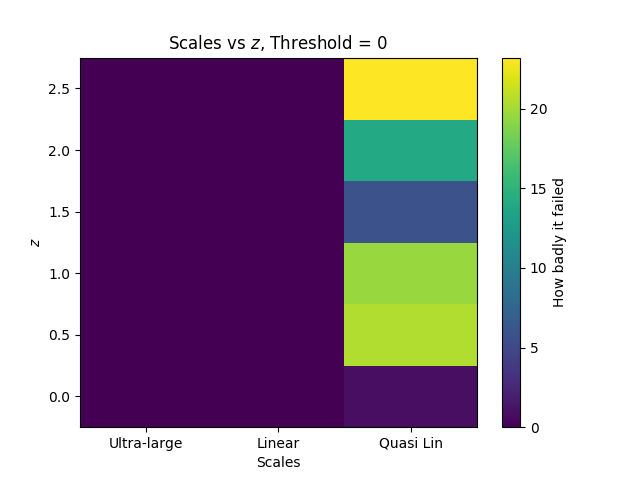 Scales vs z, Threshold = 0
2.5
2.0
1.5
1.0
0.5
0.0
z
Ultra-large
Linear
Quasi Lin
Scales
20
15
10
5
0
How badly it failed